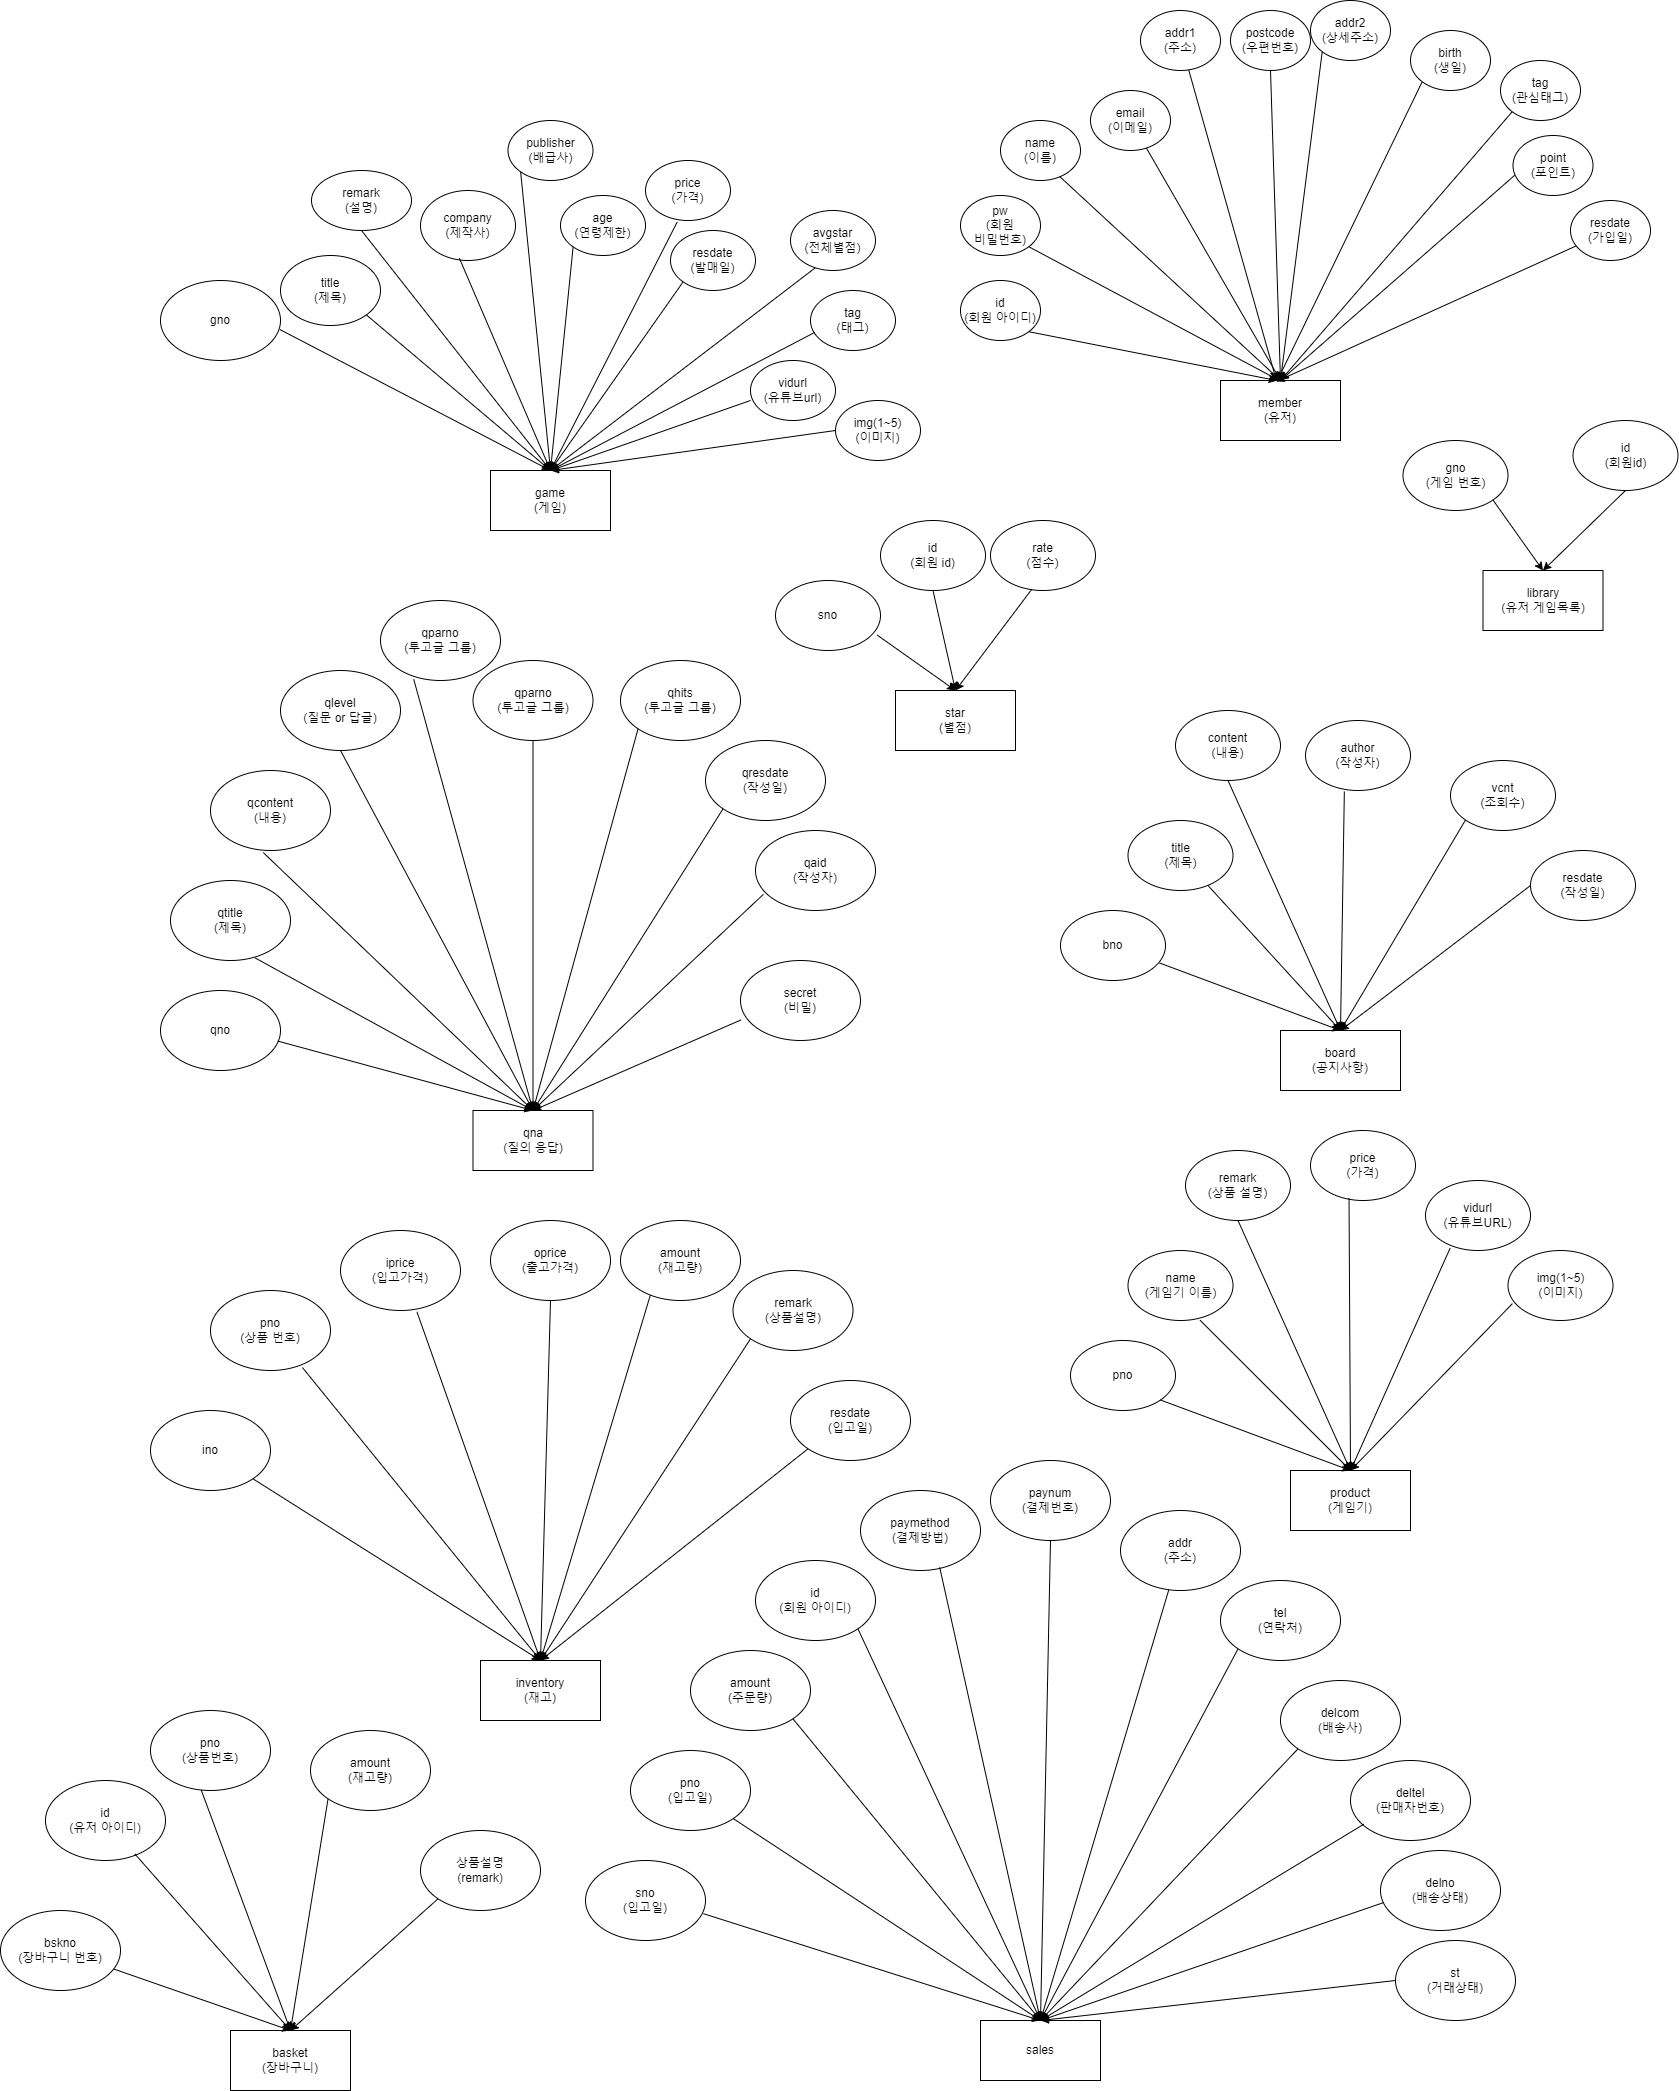 gno
title
(제목)
remark
(설명)
company
(제작사)
publisher
(배급사)
age
(연령제한)
price
(가격)
resdate
(발매일)
avgstar
(전체별점)
tag
(태그)
vidurl
(유튜브url)
img(1~5)
(이미지)
game
(게임)
id
(회원 아이디)
pw
(회원
비밀번호)
name
(이름)
email
(이메일)
addr1
(주소)
postcode
(우편번호)
addr2
(상세주소)
birth
(생일)
tag
(관심태그)
point
(포인트)
resdate
(가입일)
member
(유저)
gno
(게임 번호)
id
(회원id)
library
(유저 게임목록)
sno
id
(회원 id)
rate
(점수)
star
(별점)
qno
qtitle
(제목)
qcontent
(내용)
qlevel
(질문 or 답글)
qparno
(투고글 그룹)
qparno
(투고글 그룹)
qhits
(투고글 그룹)
qresdate
(작성일)
qaid
(작성자)
secret
(비밀)
qna
(질의 응답)
bno
title
(제목)
content
(내용)
author
(작성자)
vcnt
(조회수)
resdate
(작성일)
board
(공지사항)
pno
name
(게임기 이름)
remark
(상품 설명)
price
(가격)
vidurl
(유튜브URL)
img(1~5)
(이미지)
product
(게임기)
ino
pno
(상품 번호)
iprice
(입고가격)
oprice
(출고가격)
amount
(재고량)
remark
(상품설명)
resdate
(입고일)
inventory
(재고)
bskno
(장바구니 번호)
id
(유저 아이디)
pno
(상품번호)
amount
(재고량)
상품설명
(remark)
basket
(장바구니)
sno
(입고일)
pno
(입고일)
amount
(주문량)
id
(회원 아이디)
paymethod
(결제방법)
paynum
(결제번호)
addr
(주소)
tel
(연락처)
delcom
(배송사)
deltel
(판매자번호)
delno
(배송상태)
st
(거래상태)
sales